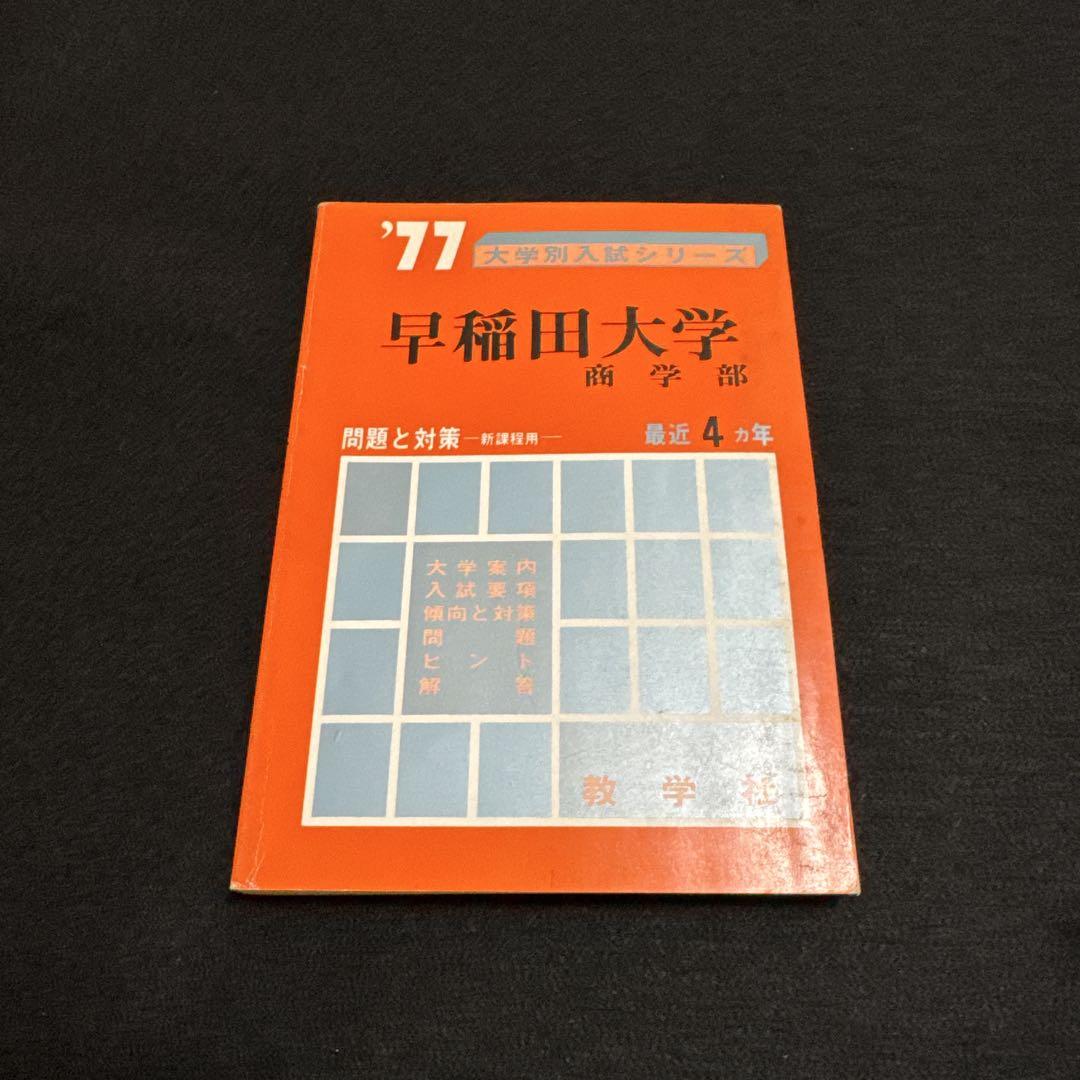 '77 大学別入試シリーズ
早稲田大学
商学部
問題と対策―新課程用― 最近4カ年
大学案内
入試要項
傾向と対策
問題
ヒント
解答
教学社